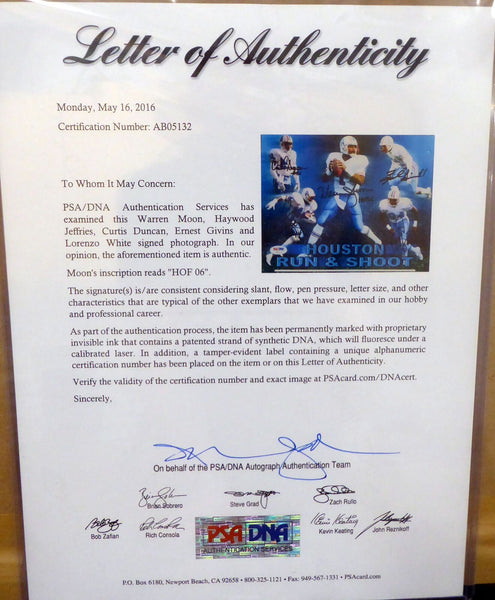 Letter of Authenticity
Monday, May 16, 2016
Certification Number: AB05132
To Whom It May Concern:
PSA/DNA Authentication Services has
examined this Warren Moon, Haywood
Jeffries, Curtis Duncan, Ernest Givins and
Lorenzo White signed photograph. In our
opinion, the aforementioned item is authentic.
Moon's inscription reads "HOF 06".
HOUSTON
RUN & SHOOT
The signature(s) is/are consistent considering slant, flow, pen pressure, letter size, and other
characteristics that are typical of the other exemplars that we have examined in our hobby
and professional career.
As part of the authentication process, the item has been permanently marked with proprietary
invisible ink that contains a patented strand of synthetic DNA, which will fluoresce under a
calibrated laser. In addition, a tamper-evident label containing a unique alphanumeric
certification number has been placed on the item or on this Letter of Authenticity.
Verify the validity of the certification number and exact image at PSAcard.com/DNAcert.
Sincerely,
On behalf of the PSA/DNA Autograph Authentication Team
Brian Sobrero
Steve Grad
Zach Rullo
Bob Zafian
Rich Consola
PSA DNA
AUTHENTICATION SERVICES
Kevin Keating
John Reznikoff
P.O. Box 6180, Newport Beach, CA 92658 • 800-325-1121 • Fax: 949-567-1331 • PSAcard.com